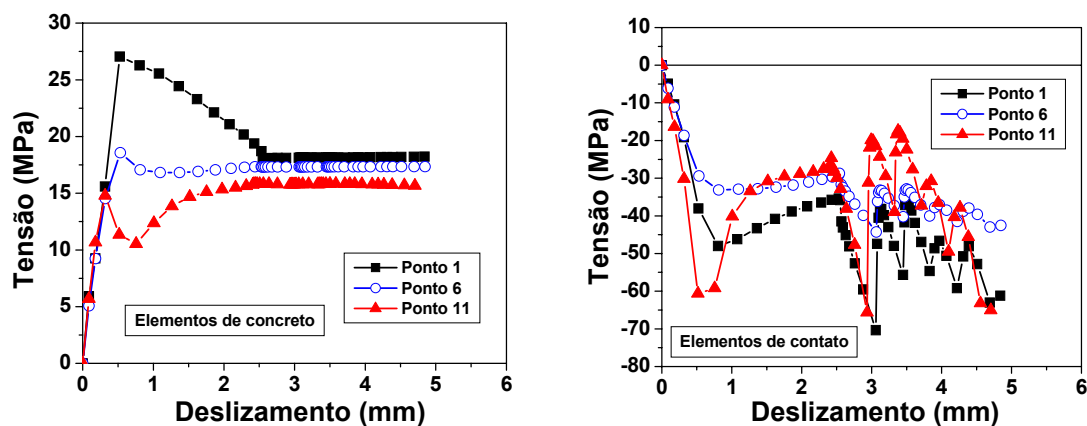 30
25
20
15
10
5
0
0 1 2 3 4 5 6
Tensão (MPa)
Deslizamento (mm)
Ponto 1
Ponto 6
Ponto 11
Elementos de concreto
10
0
-10
-20
-30
-40
-50
-60
-70
-80
0 1 2 3 4 5 6
Tensão (MPa)
Deslizamento (mm)
Ponto 1
Ponto 6
Ponto 11
Elementos de contato